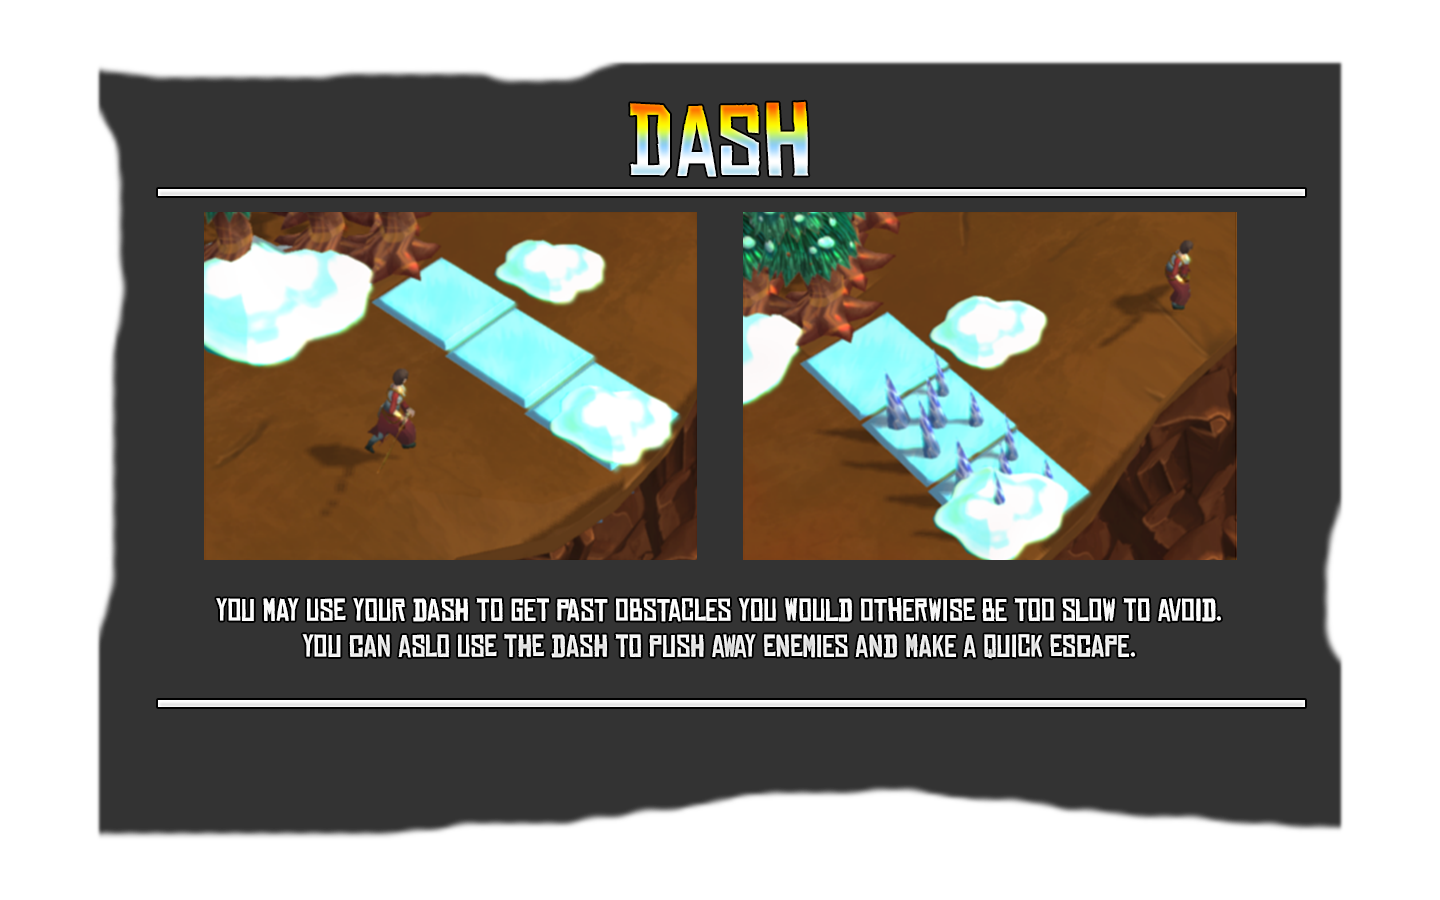 DASH
YOU MAY USE YOUR DASH TO GET PAST OBSTACLES YOU WOULD OTHERWISE BE TOO SLOW TO AVOID.
YOU CAN ASLO USE THE DASH TO PUSH AWAY ENEMIES AND MAKE A QUICK ESCAPE.